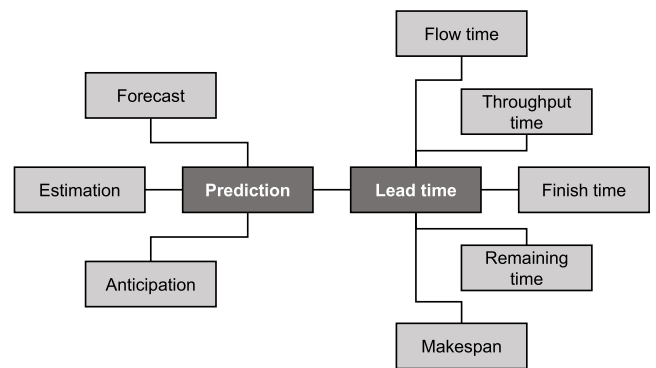 Flow time
Forecast
Throughput
time
Estimation
Prediction
Lead time
Finish time
Anticipation
Remaining
time
Makespan